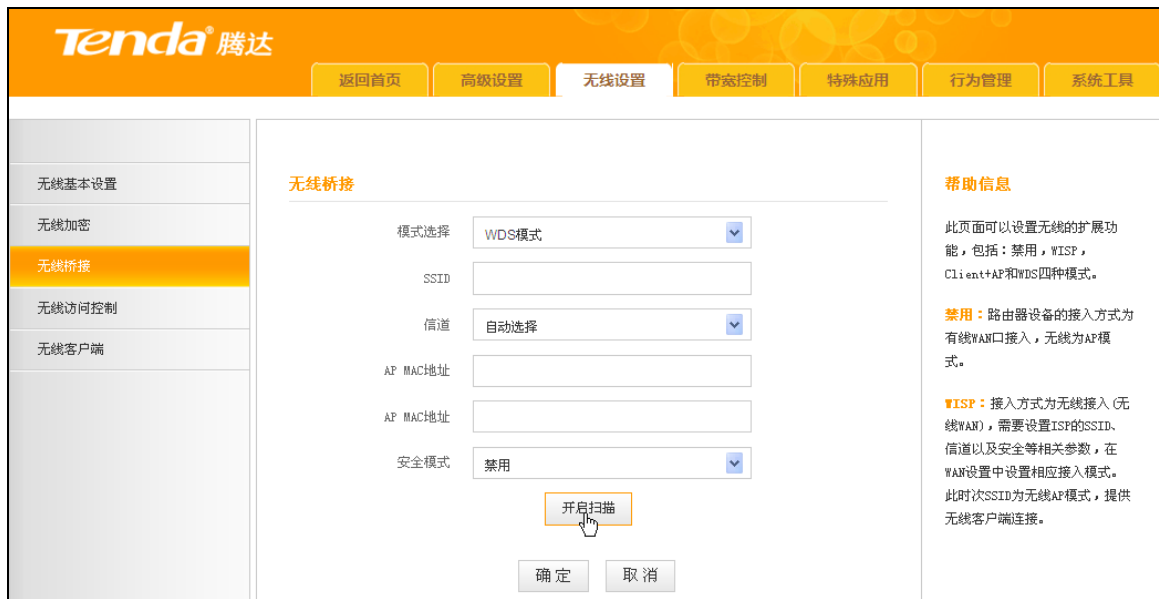 Tenda® 腾达
返回首页 高级设置 无线设置 带宽控制 特殊应用 行为管理 系统工具
无线基本设置
无线加密
无线桥接
无线访问控制
无线客户端
无线桥接
模式选择 WDS模式
SSID
信道 自动选择
AP MAC地址
AP MAC地址
安全模式 禁用
开启扫描
确定 取消
帮助信息
此页面可以设置无线的扩展功
能，包括：禁用，WISP，
Client+AP和WDS四种模式。
禁用：路由器设备的接入方式为
有线WAN口接入，无线为AP模
式。
WISP：接入方式为无线接入(无
线WAN)，需要设置ISP的SSID、
信道以及安全等相关参数，在
WAN设置中设置相应接入模式。
此时次SSID为无线AP模式，提供
无线客户端连接。